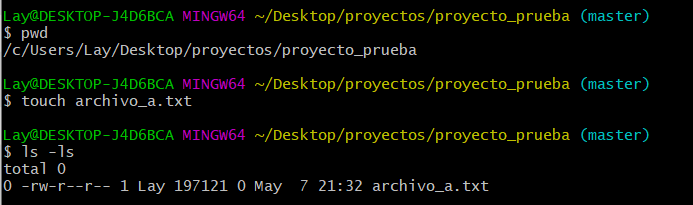 Lay@DESKTOP-J4D6BCA MINGW64 ~/Desktop/proyectos/proyecto_prueba (master)
$ pwd
/c/Users/Lay/Desktop/proyectos/proyecto_prueba
Lay@DESKTOP-J4D6BCA MINGW64 ~/Desktop/proyectos/proyecto_prueba (master)
$ touch archivo_a.txt
Lay@DESKTOP-J4D6BCA MINGW64 ~/Desktop/proyectos/proyecto_prueba (master)
$ ls -ls
total 0
0 -rw-r--r-- 1 Lay 197121 0 May  7 21:32 archivo_a.txt